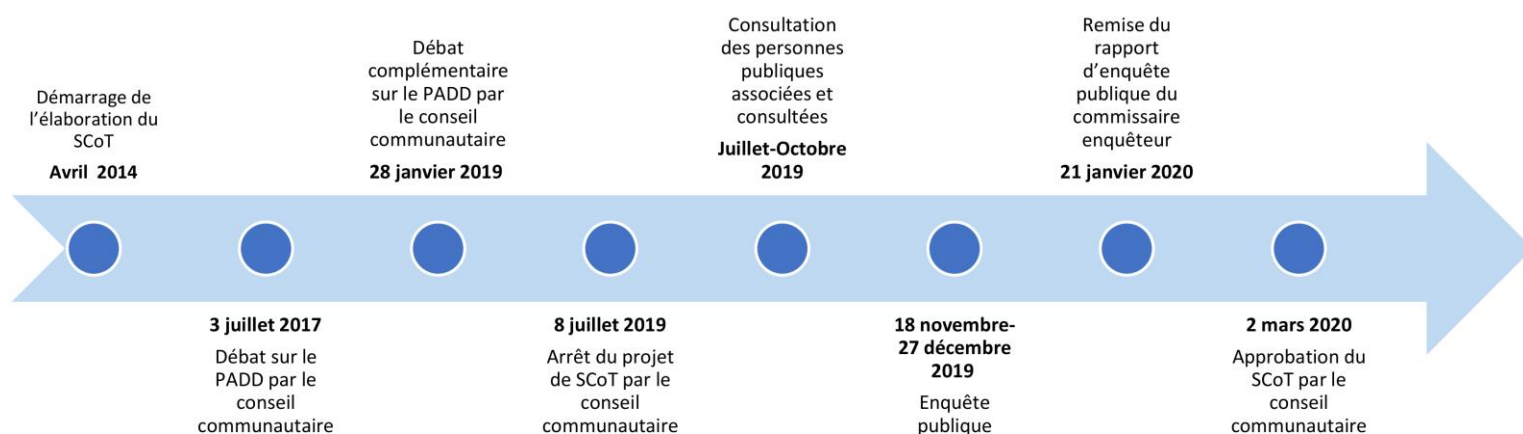 Démarrage de
l’élaboration du
SCoT
Avril 2014
3 juillet 2017
Débat sur le
PADD par le
conseil
communautaire
Débat
complémentaire
sur le PADD par
le conseil
communautaire
28 janvier 2019
8 juillet 2019
Arrêt du projet
de SCoT par le
conseil
communautaire
Consultation
des personnes
publiques
associées et
consultées
Juillet-Octobre
2019
18 novembre-
27 décembre
2019
Enquête
publique
Remise du
rapport
d’enquête
publique du
commissaire
enquêteur
21 janvier 2020
2 mars 2020
Approbation du
SCoT par le
conseil
communautaire